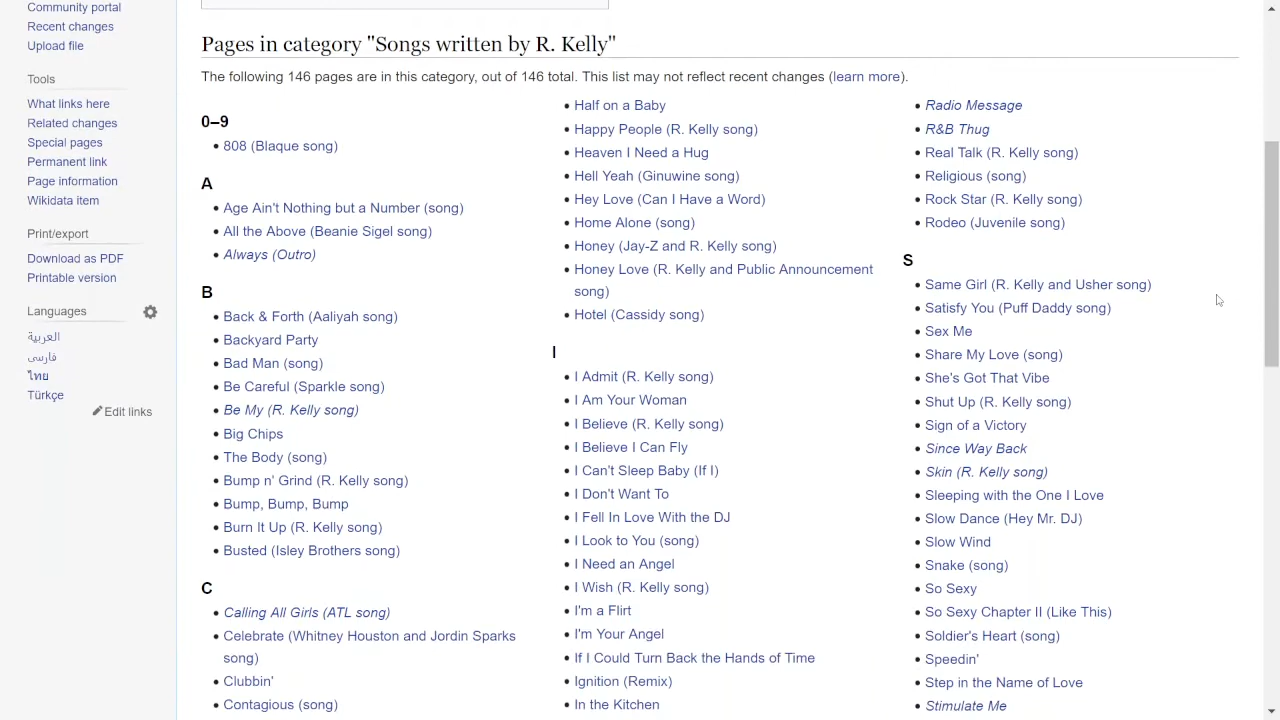 Community portal
Recent changes
Upload file
Tools
What links here
Related changes
Special pages
Permanent link
Page information
Wikidata item
Print/export
Download as PDF
Printable version
Languages
العربية
فارسی
ไทย
Türkçe
Edit links
Pages in category "Songs written by R. Kelly"
The following 146 pages are in this category, out of 146 total. This list may not reflect recent changes (learn more).
0–9
808 (Blaque song)
A
Age Ain't Nothing but a Number (song)
All the Above (Beanie Sigel song)
Always (Outro)
B
Back & Forth (Aaliyah song)
Backyard Party
Bad Man (song)
Be Careful (Sparkle song)
Be My (R. Kelly song)
Big Chips
The Body (song)
Bump n' Grind (R. Kelly song)
Bump, Bump, Bump
Burn It Up (R. Kelly song)
Busted (Isley Brothers song)
C
Calling All Girls (ATL song)
Celebrate (Whitney Houston and Jordin Sparks
song)
Clubbin'
Contagious (song)
Half on a Baby
Happy People (R. Kelly song)
Heaven I Need a Hug
Hell Yeah (Ginuwine song)
Hey Love (Can I Have a Word)
Home Alone (song)
Honey (Jay-Z and R. Kelly song)
Honey Love (R. Kelly and Public Announcement
song)
Hotel (Cassidy song)
I
I Admit (R. Kelly song)
I Am Your Woman
I Believe (R. Kelly song)
I Believe I Can Fly
I Can't Sleep Baby (If I)
I Don't Want To
I Fell In Love With the DJ
I Look to You (song)
I Need an Angel
I Wish (R. Kelly song)
I'm a Flirt
I'm Your Angel
If I Could Turn Back the Hands of Time
Ignition (Remix)
In the Kitchen
Radio Message
R&B Thug
Real Talk (R. Kelly song)
Religious (song)
Rock Star (R. Kelly song)
Rodeo (Juvenile song)
S
Same Girl (R. Kelly and Usher song)
Satisfy You (Puff Daddy song)
Sex Me
Share My Love (song)
She's Got That Vibe
Shut Up (R. Kelly song)
Sign of a Victory
Since Way Back
Skin (R. Kelly song)
Sleeping with the One I Love
Slow Dance (Hey Mr. DJ)
Slow Wind
Snake (song)
So Sexy
So Sexy Chapter II (Like This)
Soldier's Heart (song)
Speedin'
Step in the Name of Love
Stimulate Me